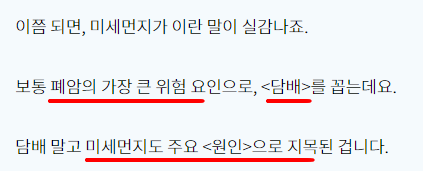 이쯤 되면, 미세먼지가 이란 말이 실감나죠.
보통 폐암의 가장 큰 위험 요인으로, <담배>를 꼽는데요.
담배 말고 미세먼지도 주요 <원인>으로 지목된 겁니다.